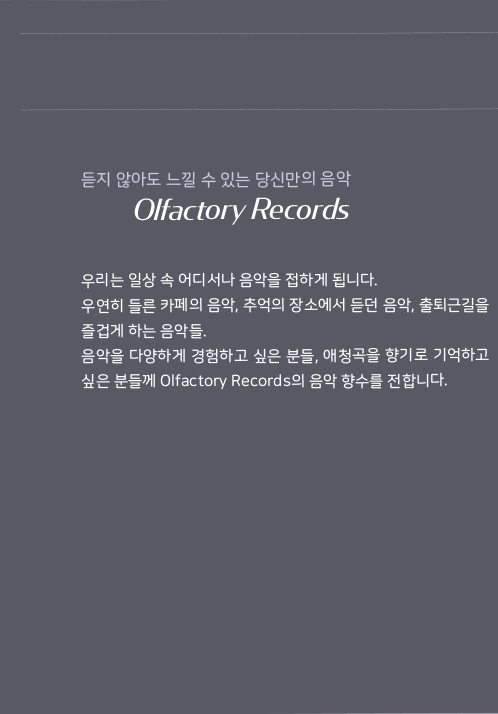 듣지 않아도 느낄 수 있는 당신만의 음악
Olfactory Records
우리는 일상 속 어디서나 음악을 접하게 됩니다.
우연히 들른 카페의 음악, 추억의 장소에서 듣던 음악, 출퇴근길을
즐겁게 하는 음악들.
음악을 다양하게 경험하고 싶은 분들, 애청곡을 향기로 기억하고
싶은 분들께 Olfactory Records의 음악 향수를 전합니다.